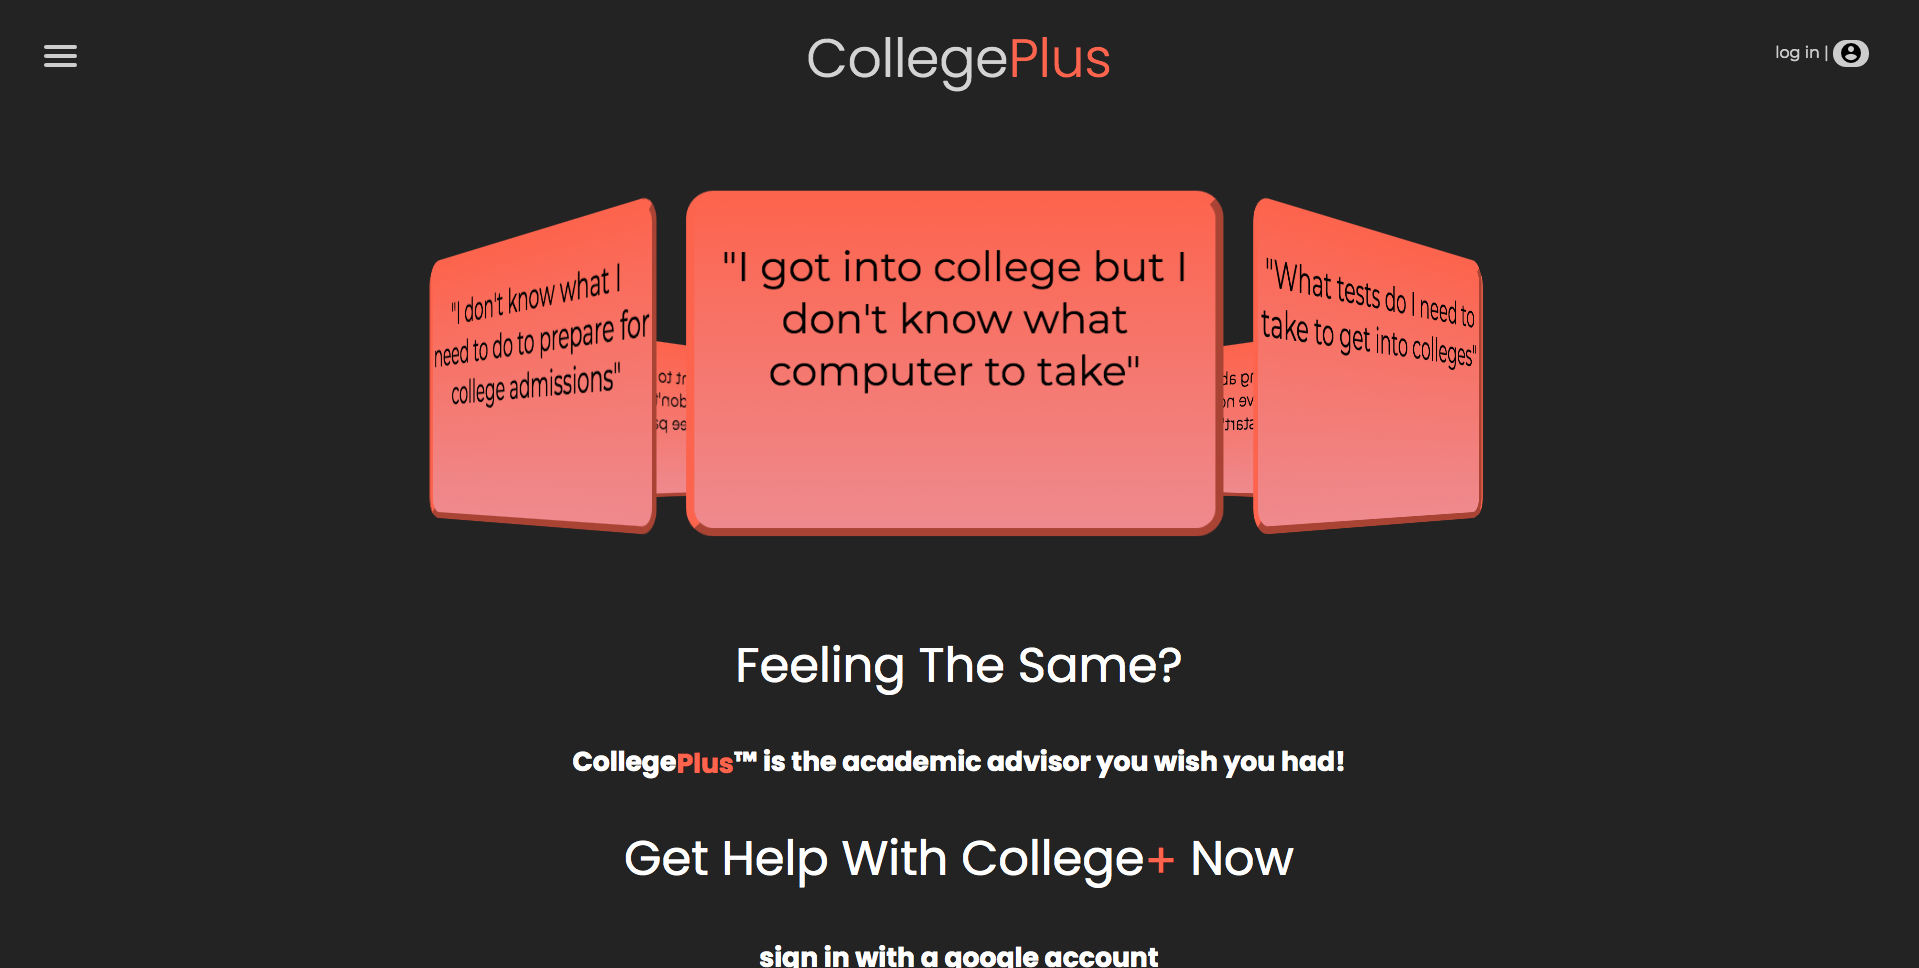 CollegePlus
log in |
"I don't know what I
need to do to prepare for
college admissions"
"I got into college but I
don't know what
computer to take"
"What tests do I need to
take to get into colleges"
Feeling The Same?
CollegePlus™ is the academic advisor you wish you had!
Get Help With College+ Now
sign in with a google account